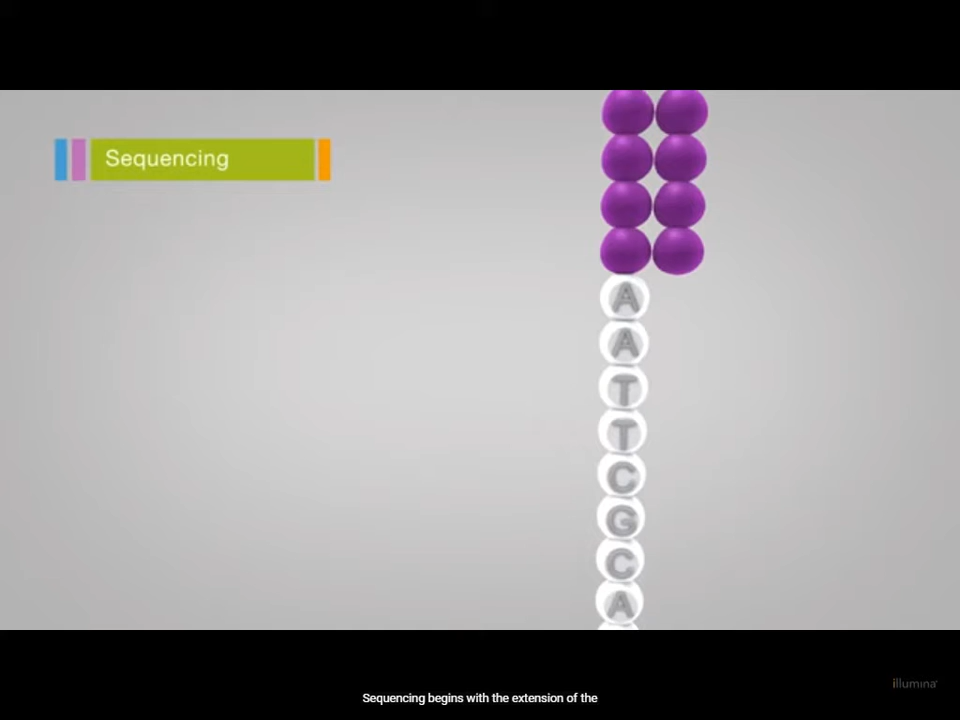 Sequencing
A
A
T
T
C
G
C
A
illumina
Sequencing begins with the extension of the